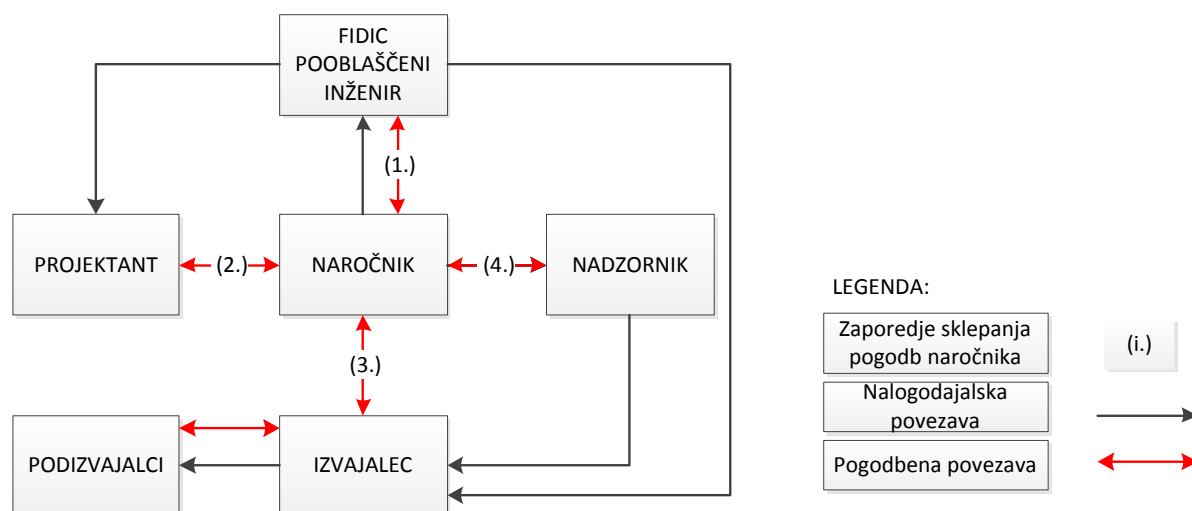 FIDIC
POOBLAŠČENI
INŽENIR
(1.)
PROJEKTANT
(2.)
NAROČNIK
(4.)
NADZORNIK
(3.)
PODIZVAJALCI
IZVAJALEC
LEGENDA:
Zaporedje sklepanja
pogodb naročnika
(i.)
Nalogodajalska
povezava
Pogodbena povezava